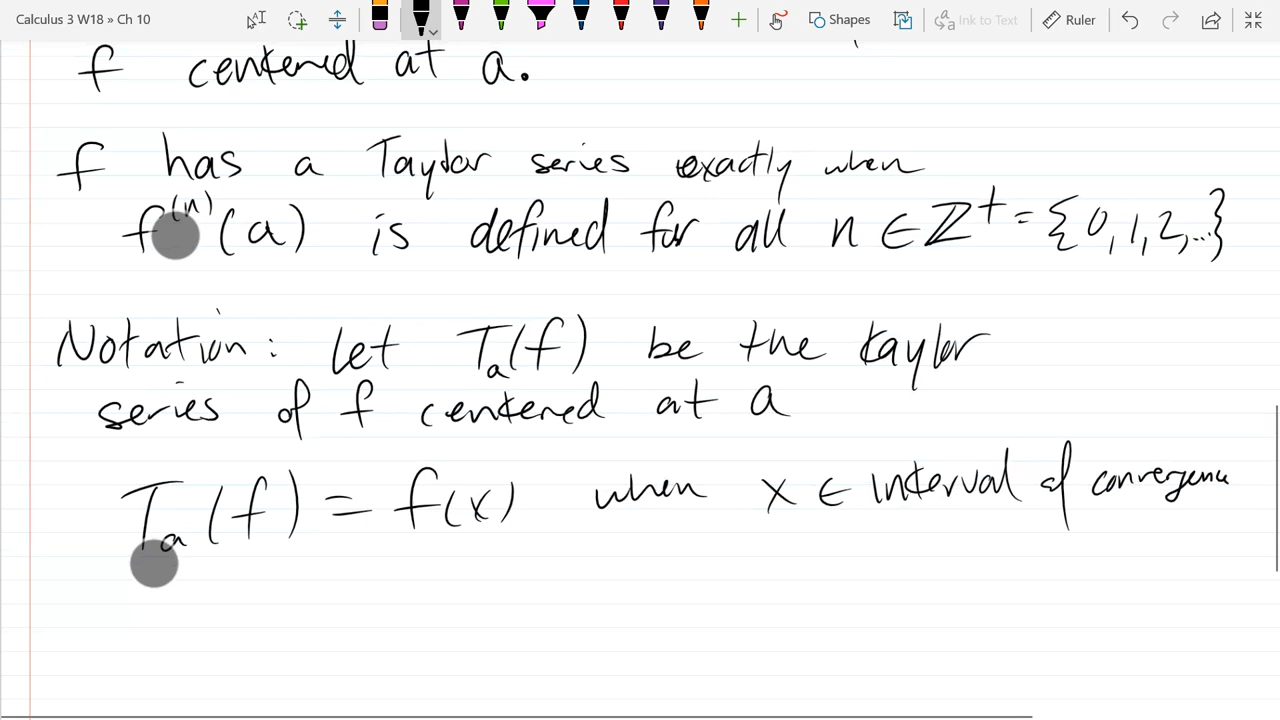 Calculus 3 W18 » Ch 10
Shapes
Ink to Text
Ruler
f centered at a.
f has a Taylor series exactly when
f⁽ⁿ⁾(a) is defined for all n ∈ ℤ⁺ = {0, 1, 2, ...}
Notation: Let Tₐ(f) be the taylor
series of f centered at a
Tₐ(f) = f(x) when x ∈ interval of convergence